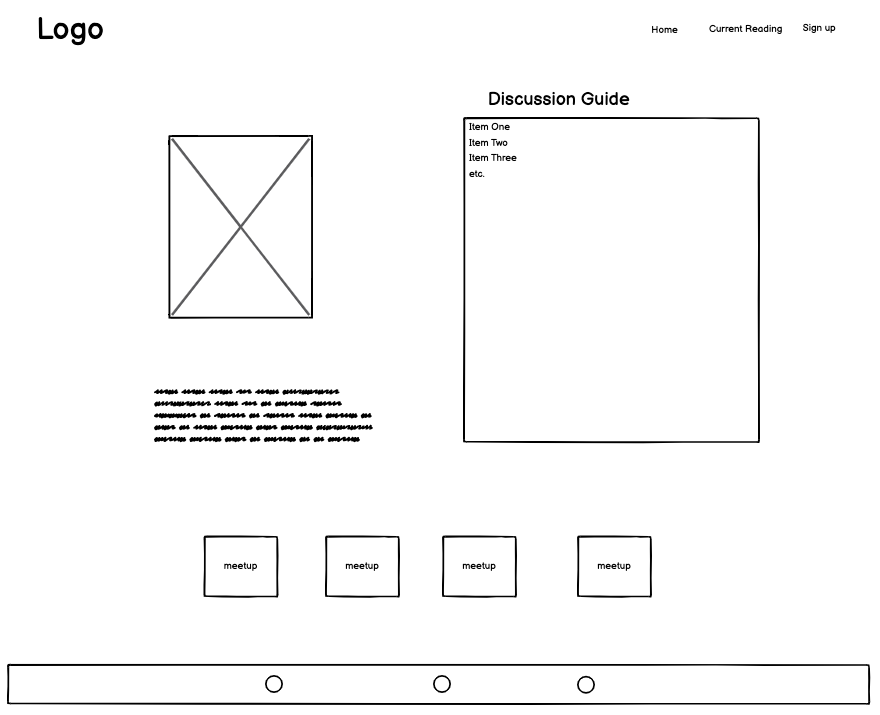 Logo
Home Current Reading Sign up
Discussion Guide
Item One
Item Two
Item Three
etc.
meetup meetup meetup meetup